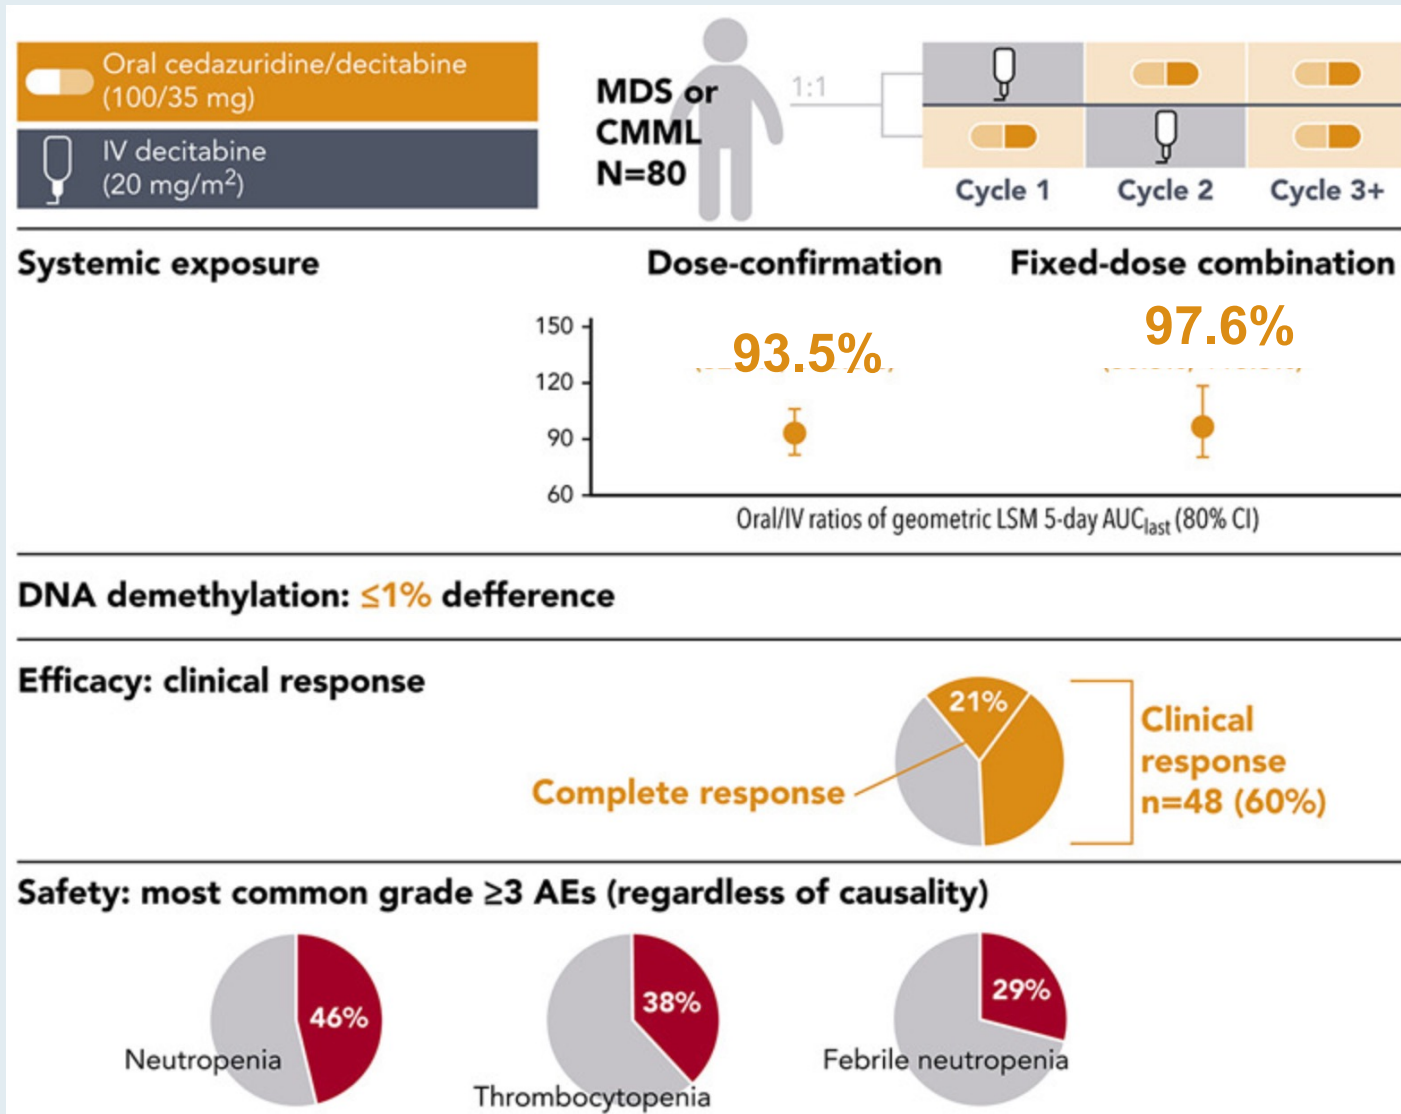 Oral cedazuridine/decitabine
(100/35 mg)
IV decitabine
(20 mg/m²)
MDS or
CMML
N=80
1:1
Cycle 1
Cycle 2
Cycle 3+
Systemic exposure
Dose-confirmation
Fixed-dose combination
150
120
90
60
93.5%
97.6%
Oral/IV ratios of geometric LSM 5-day AUClast (80% CI)
DNA demethylation: ≤1% defference
Efficacy: clinical response
21%
Complete response
Clinical
response
n=48 (60%)
Safety: most common grade ≥3 AEs (regardless of causality)
46%
Neutropenia
38%
Thrombocytopenia
29%
Febrile neutropenia